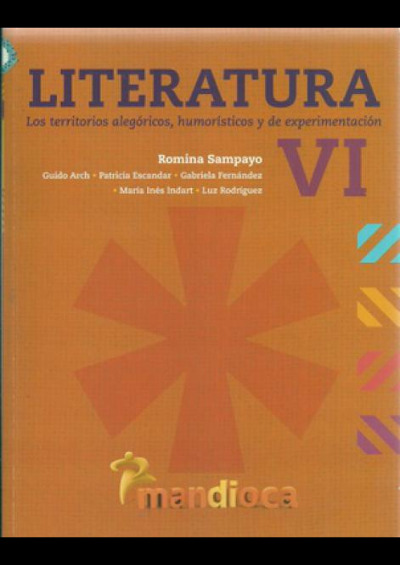 LITERATURA
Los territorios alegóricos, humorísticos y de experimentación
VI
Romina Sampayo
Guido Arch • Patricia Escandar • Gabriela Fernández
• María Inés Indart • Luz Rodríguez
mandioca